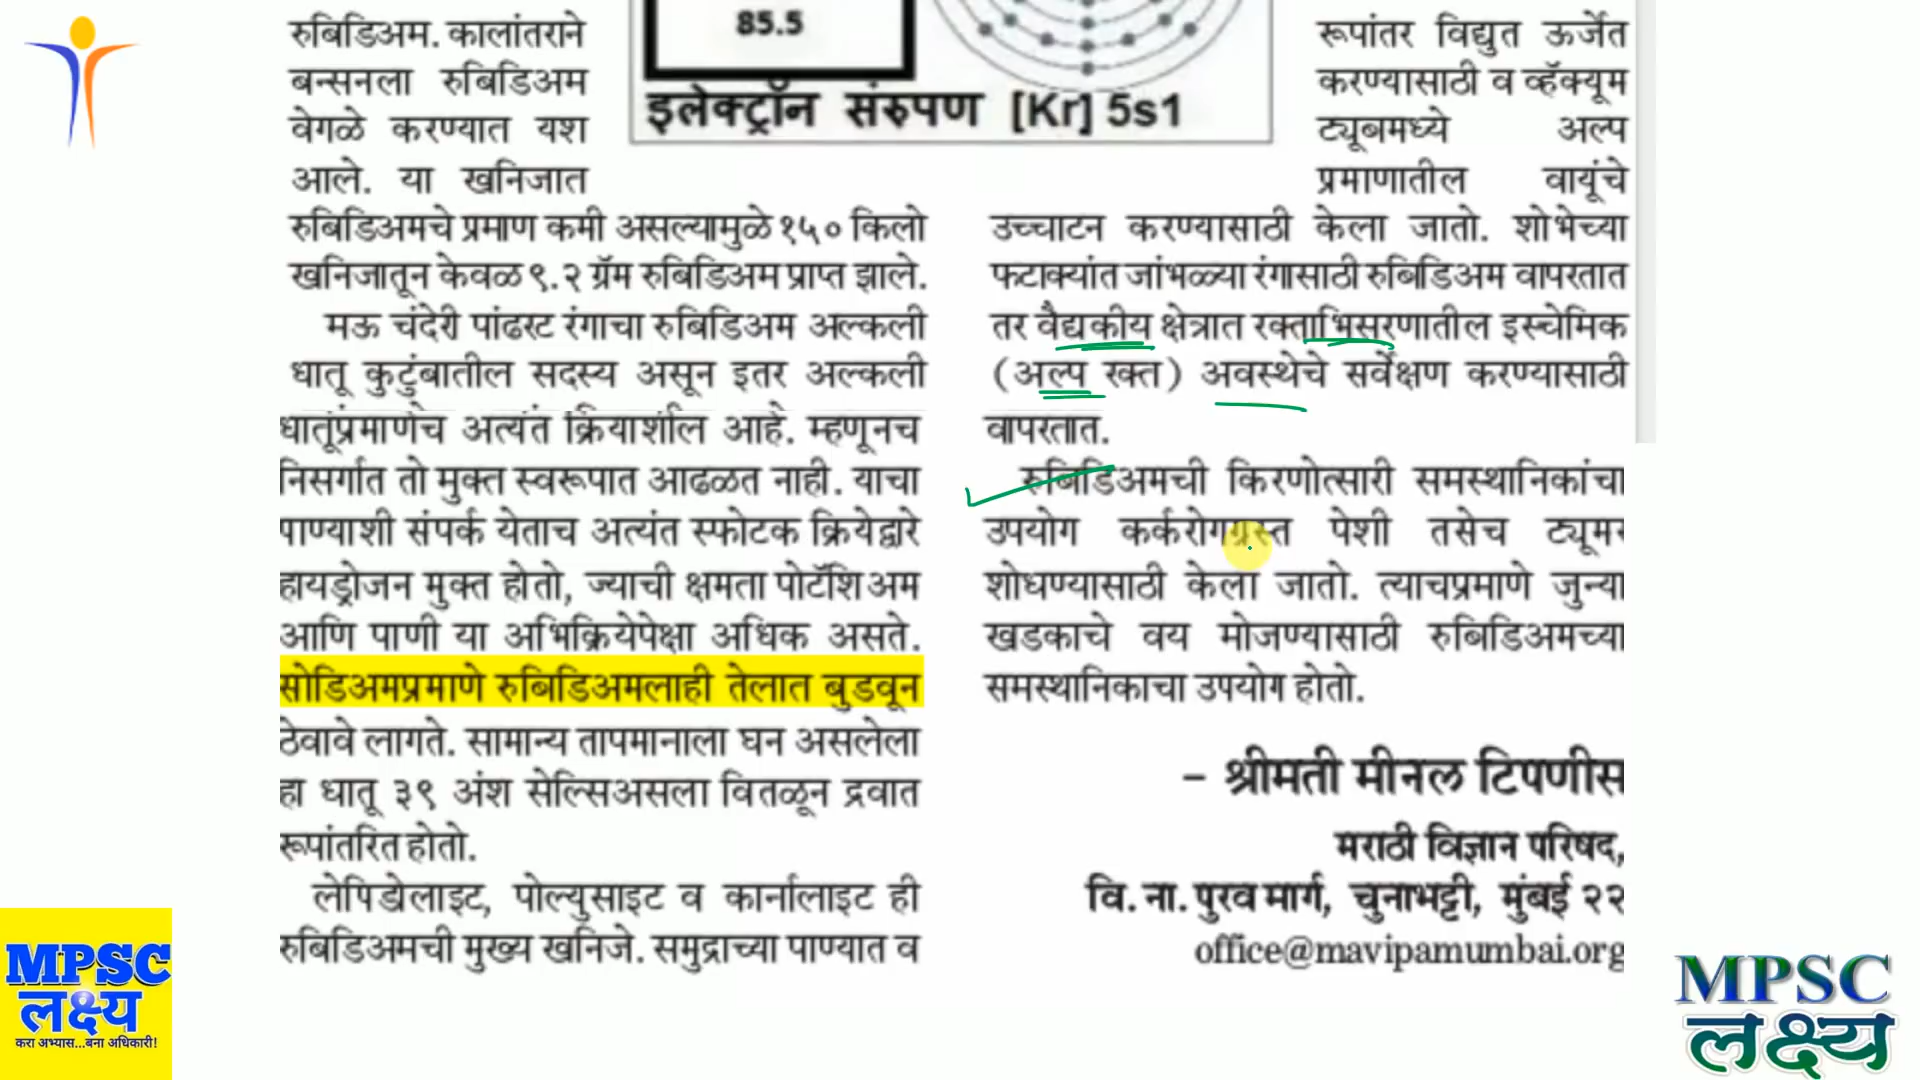 रुबिडिअम. कालांतराने
बन्सनला रुबिडिअम
वेगळे करण्यात यश
आले. या खनिजात
रुबिडिअमचे प्रमाण कमी असल्यामुळे १५० किलो
खनिजातून केवळ ९.२ ग्रॅम रुबिडिअम प्राप्त झाले.
मऊ चंदेरी पांढरट रंगाचा रुबिडिअम अल्कली
धातू कुटुंबातील सदस्य असून इतर अल्कली
धातूंप्रमाणेच अत्यंत क्रियाशील आहे. म्हणूनच
निसर्गात तो मुक्त स्वरूपात आढळत नाही. याचा
पाण्याशी संपर्क येताच अत्यंत स्फोटक क्रियेद्वारे
हायड्रोजन मुक्त होतो, ज्याची क्षमता पोटॅशिअम
आणि पाणी या अभिक्रियेपेक्षा अधिक असते.
सोडिअमप्रमाणे रुबिडिअमलाही तेलात बुडवून
ठेवावे लागते. सामान्य तापमानाला घन असलेला
हा धातू ३९ अंश सेल्सिअसला वितळून द्रवात
रूपांतरित होतो.
लेपिडोलाइट, पोल्युसाइट व कार्नालाइट ही
रुबिडिअमची मुख्य खनिजे. समुद्राच्या पाण्यात व
85.5
इलेक्ट्रॉन संरुपण [Kr] 5s1
रूपांतर विद्युत ऊर्जेत
करण्यासाठी व व्हॅक्यूम
ट्यूबमध्ये अल्प
प्रमाणातील वायूंचे
उच्चाटन करण्यासाठी केला जातो. शोभेच्या
फटाक्यांत जांभळ्या रंगासाठी रुबिडिअम वापरतात
तर वैद्यकीय क्षेत्रात रक्ताभिसरणातील इस्चेमिक
(अल्प रक्त) अवस्थेचे सर्वेक्षण करण्यासाठी
वापरतात.
रुबिडिअमची किरणोत्सारी समस्थानिकांचा
उपयोग कर्करोगग्रस्त पेशी तसेच ट्यूमर
शोधण्यासाठी केला जातो. त्याचप्रमाणे जुन्या
खडकाचे वय मोजण्यासाठी रुबिडिअमच्या
समस्थानिकाचा उपयोग होतो.
– श्रीमती मीनल टिपणीस
मराठी विज्ञान परिषद,
वि. ना. पुरव मार्ग, चुनाभट्टी, मुंबई २२
office@mavipamumbai.org
MPSC
लक्ष्य
करा अभ्यास...बना अधिकारी!
MPSC
लक्ष्य